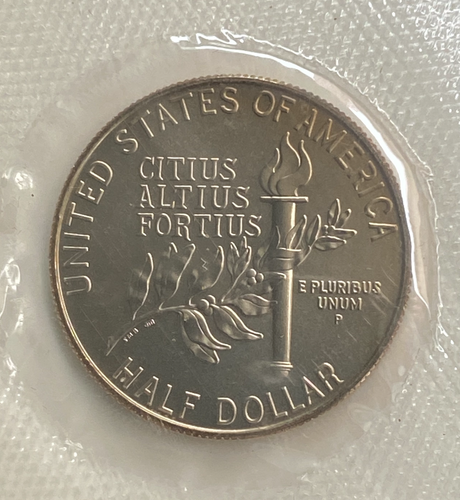 UNITED STATES OF AMERICA
CITIUS
ALTIUS
FORTIUS
E PLURIBUS
UNUM
P
HALF DOLLAR